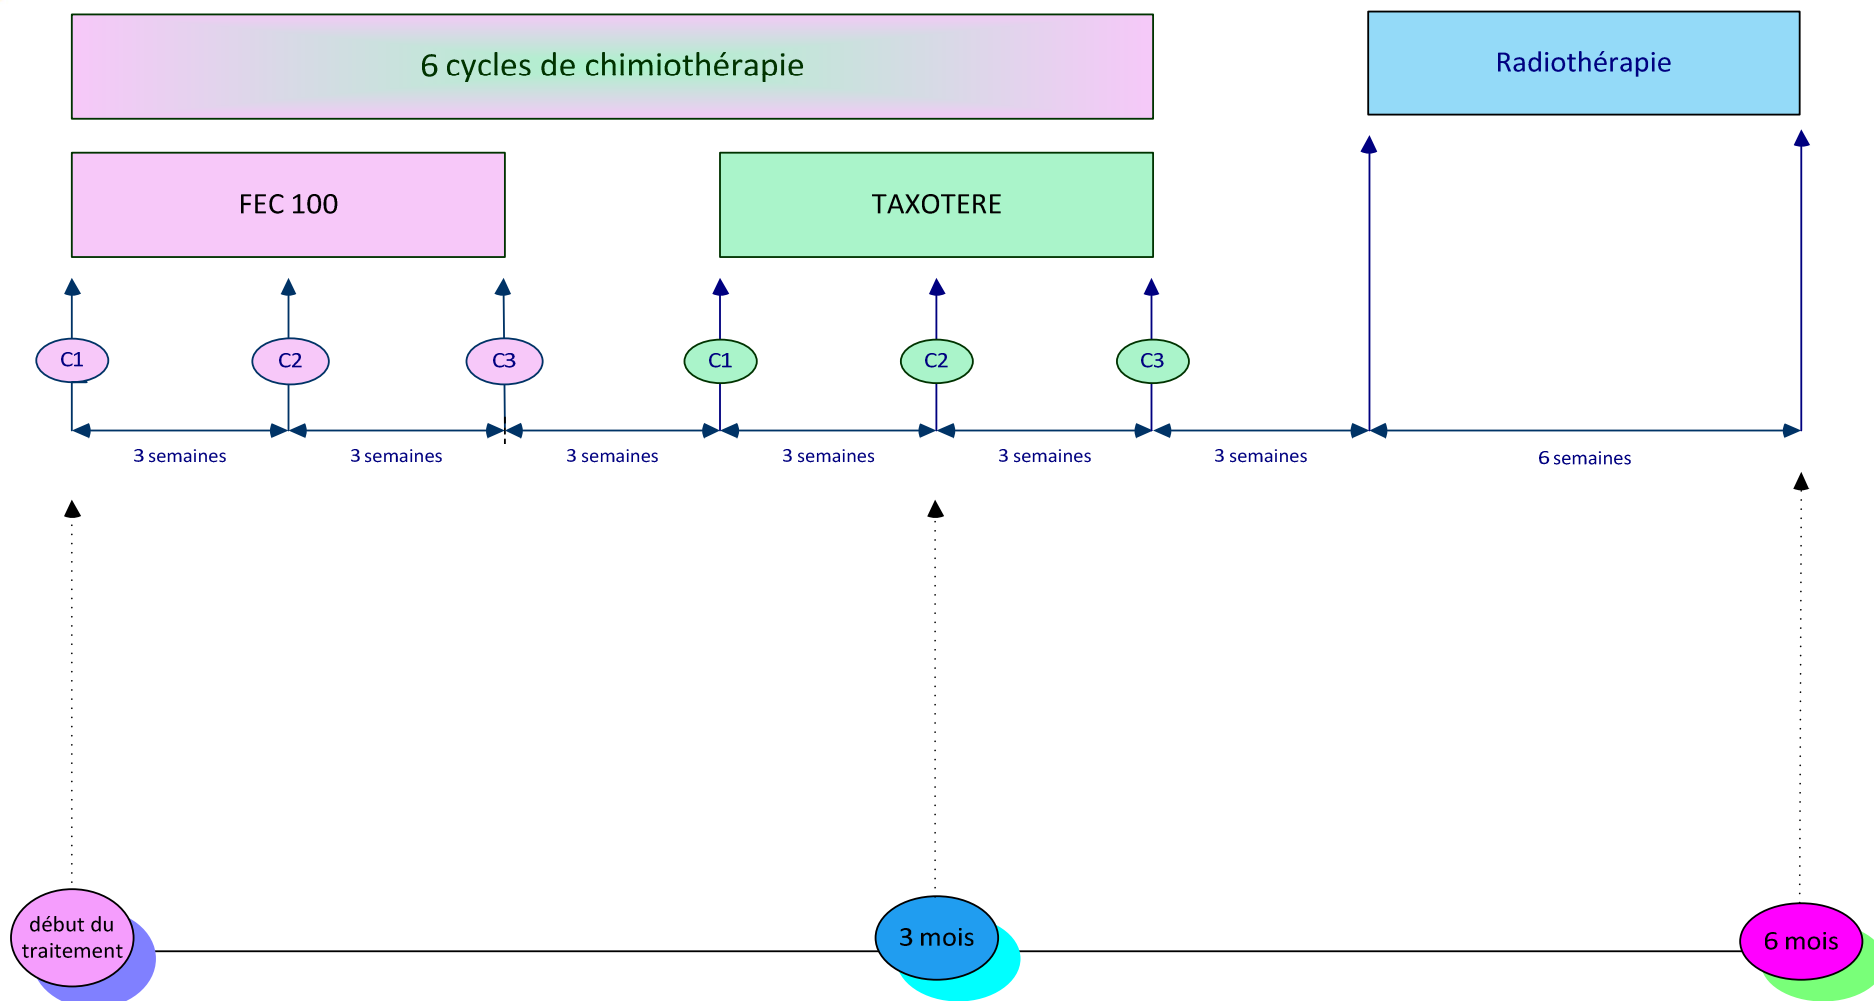 6 cycles de chimiothérapie
Radiothérapie
FEC 100
TAXOTERE
C1
C2
C3
C1
C2
C3
3 semaines
3 semaines
3 semaines
3 semaines
3 semaines
3 semaines
6 semaines
début du
traitement
3 mois
6 mois